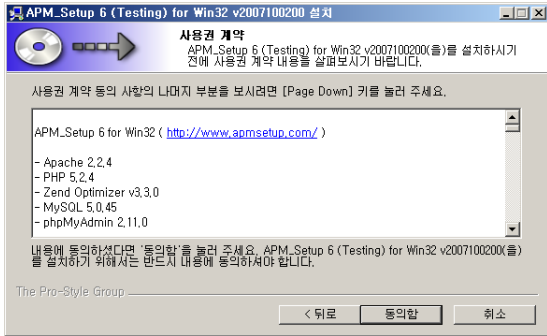 APM_Setup 6 (Testing) for Win32 v2007100200 설치
사용권 계약
APM_Setup 6 (Testing) for Win32 v2007100200(을)를 설치하시기
전에 사용권 계약 내용을 살펴보시기 바랍니다.
사용권 계약 동의 사항의 나머지 부분을 보시려면 [Page Down] 키를 눌러 주세요.
APM_Setup 6 for Win32 ( http://www.apmsetup.com/ )
- Apache 2.2.4
- PHP 5.2.4
- Zend Optimizer v3.3.0
- MySQL 5.0.45
- phpMyAdmin 2.11.0
내용에 동의하셨다면 '동의함'을 눌러 주세요. APM_Setup 6 (Testing) for Win32 v2007100200(을)
를 설치하기 위해서는 반드시 내용에 동의하셔야 합니다.
The Pro-Style Group
< 뒤로 동의함 취소